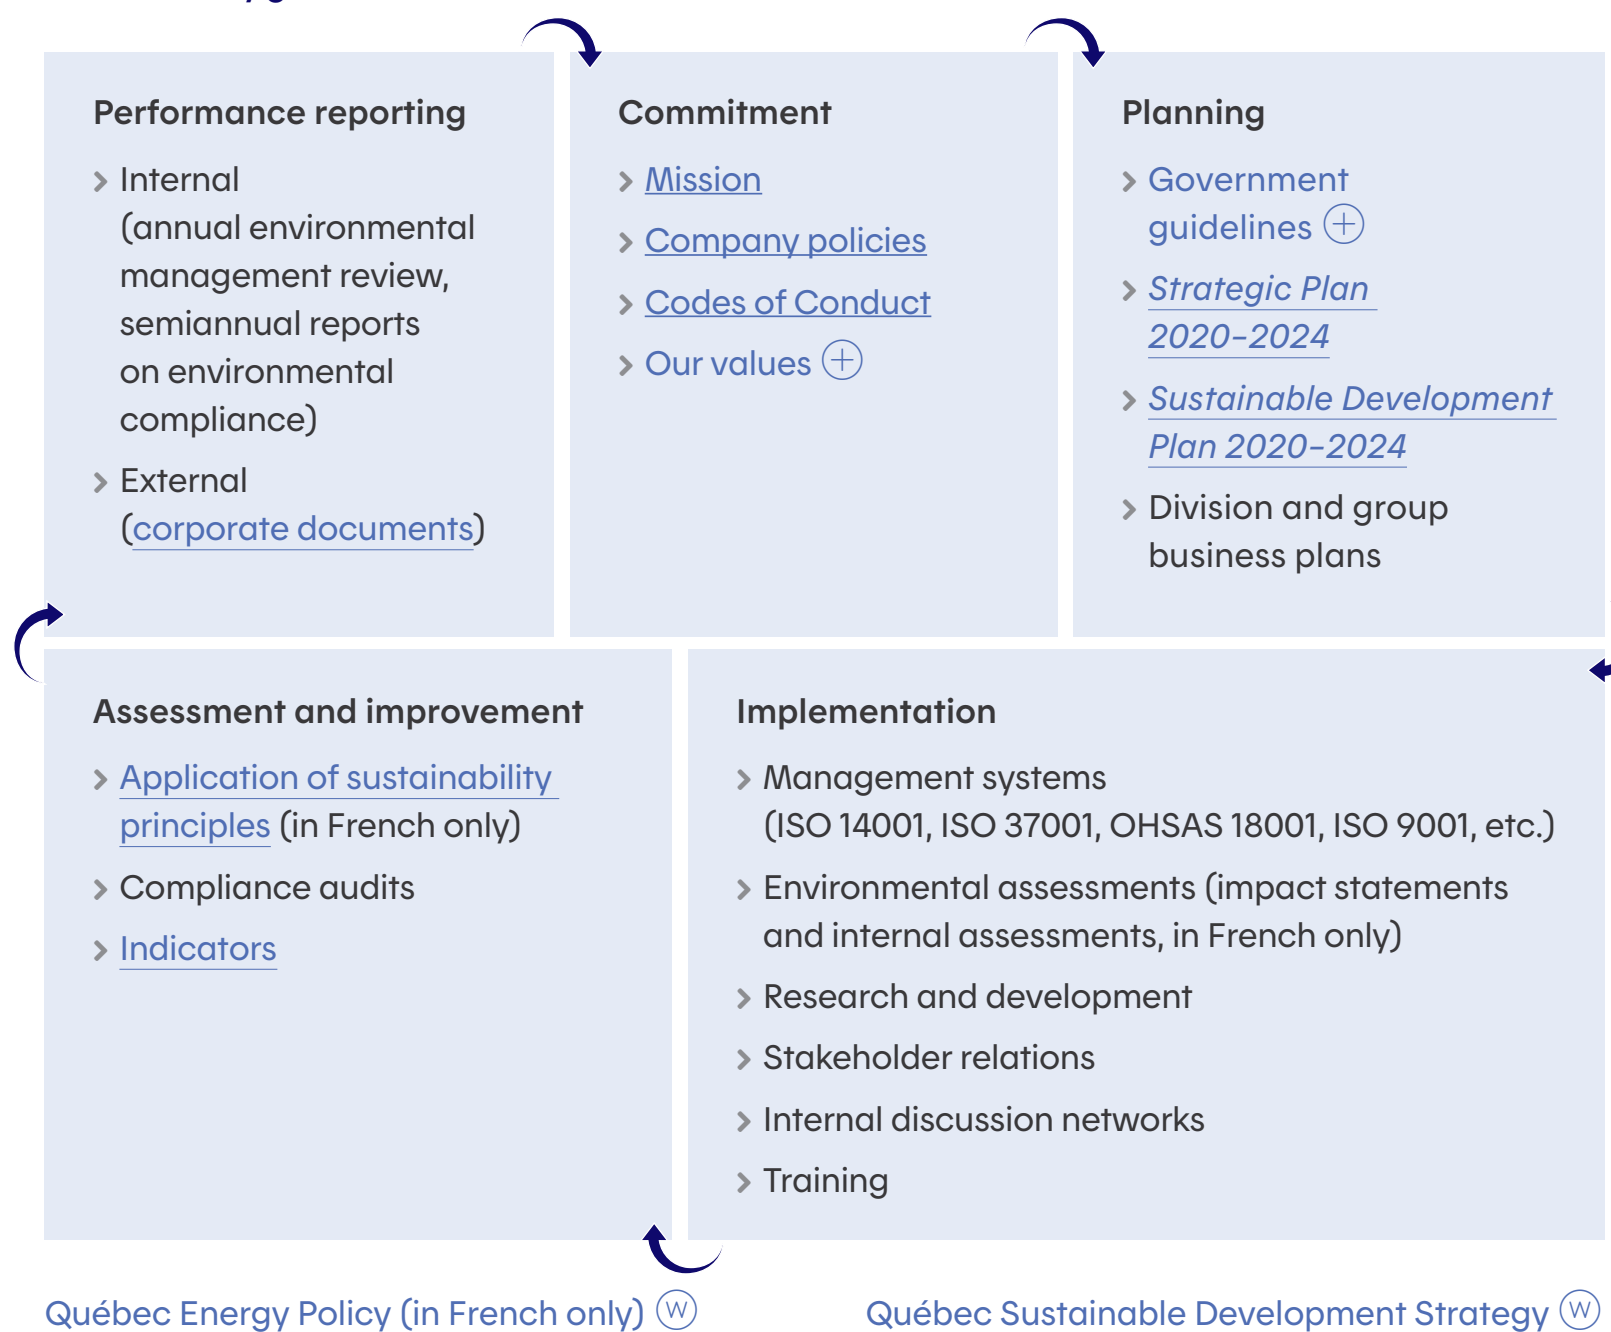 Performance reporting
Internal
(annual environmental
management review,
semiannual reports
on environmental
compliance)
External
(corporate documents)
Commitment
Mission
Company policies
Codes of Conduct
Our values
Planning
Government
guidelines
Strategic Plan
2020–2024
Sustainable Development
Plan 2020–2024
Division and group
business plans
Assessment and improvement
Application of sustainability
principles (in French only)
Compliance audits
Indicators
Implementation
Management systems
(ISO 14001, ISO 37001, OHSAS 18001, ISO 9001, etc.)
Environmental assessments (impact statements
and internal assessments, in French only)
Research and development
Stakeholder relations
Internal discussion networks
Training
Québec Energy Policy (in French only) W
Québec Sustainable Development Strategy W